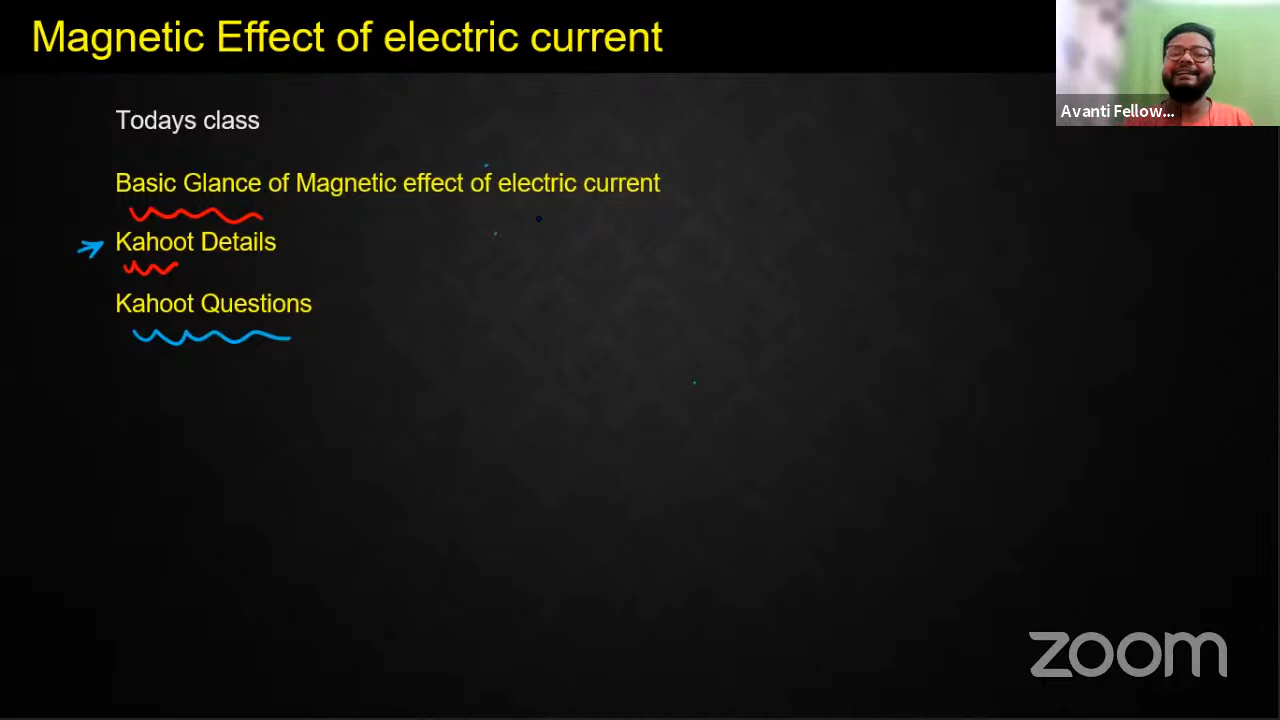 Magnetic Effect of electric current
Avanti Fellow...
Todays class
Basic Glance of Magnetic effect of electric current
Kahoot Details
Kahoot Questions
zoom